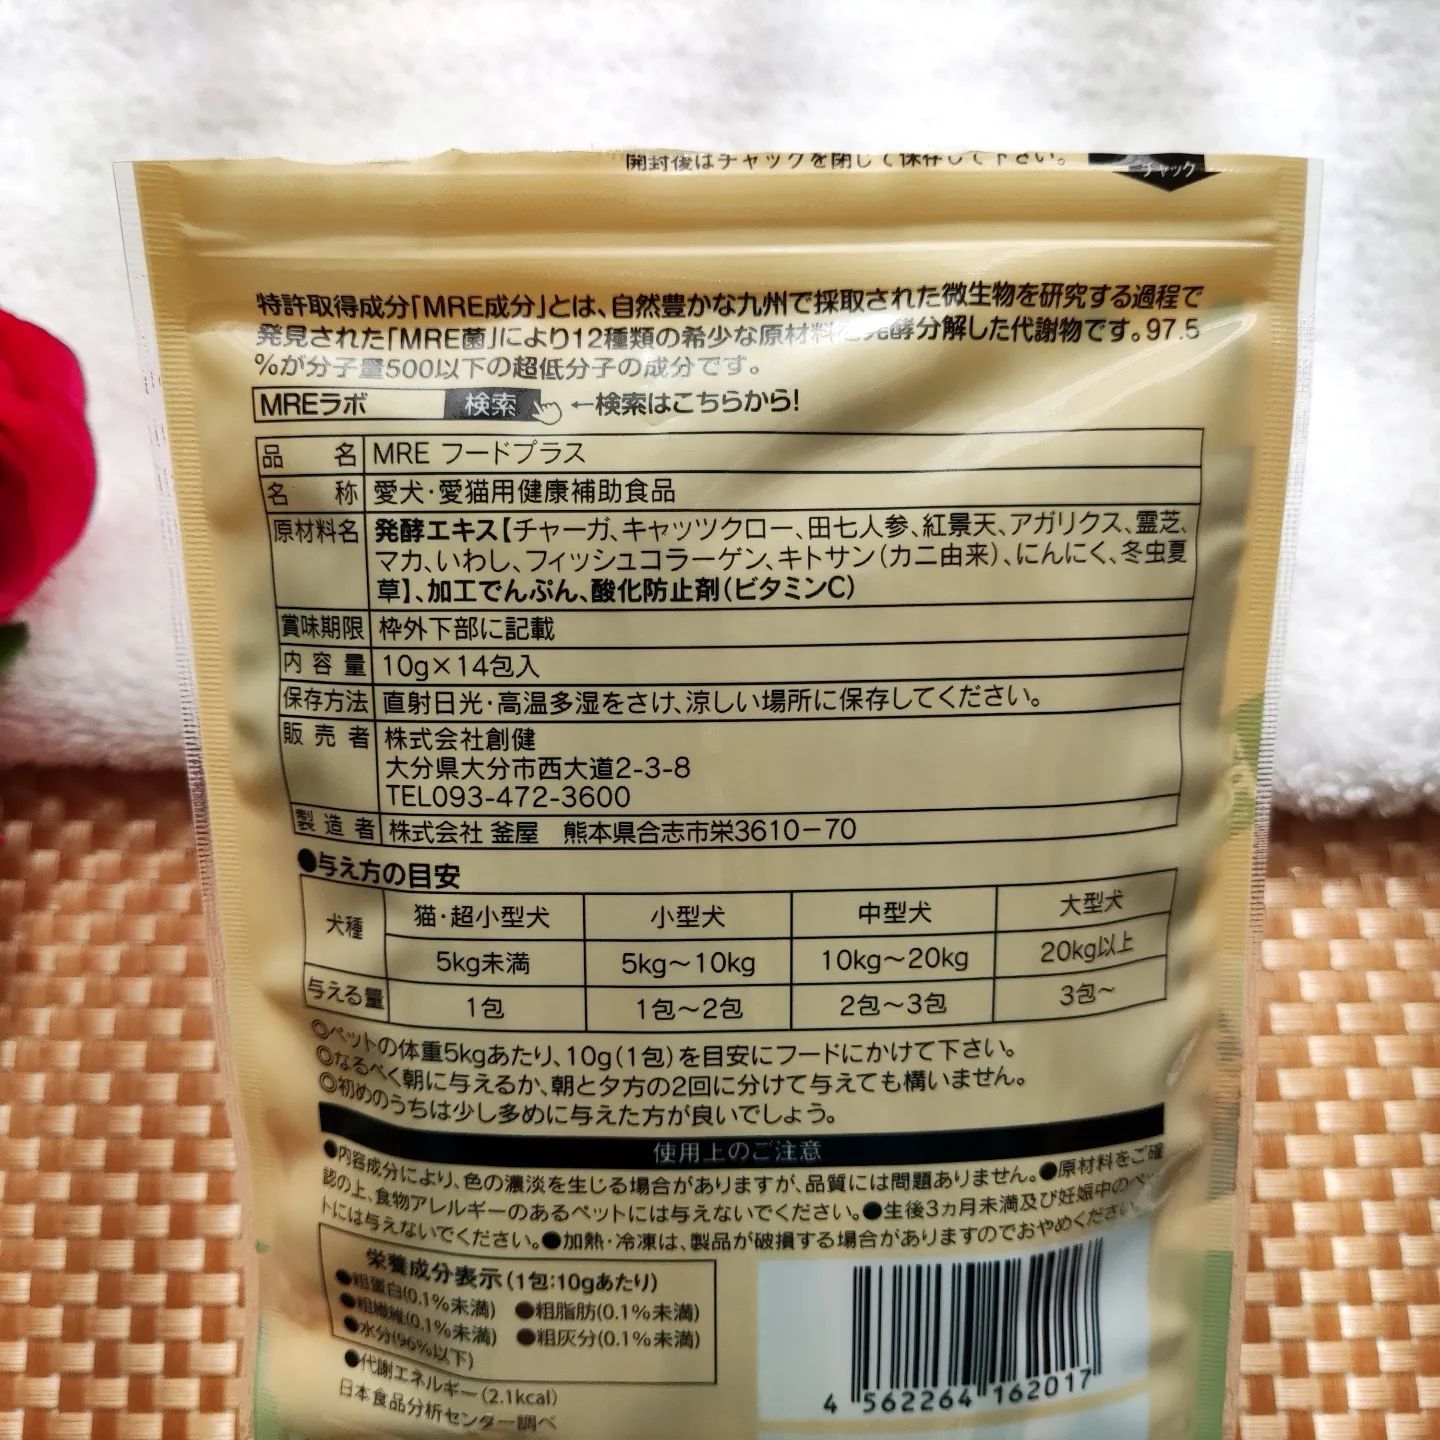 開封後はチャックを閉じて保存して下さい。
チャック
特許取得成分「MRE成分」とは、自然豊かな九州で採取された微生物を研究する過程で
発見された「MRE菌」により12種類の希少な原材料を発酵分解した代謝物です。97.5
%が分子量500以下の超低分子の成分です。
MREラボ 検索 ←検索はこちらから!
品名 MRE フードプラス
名称 愛犬・愛猫用健康補助食品
原材料名 発酵エキス【チャーガ、キャッツクロー、田七人参、紅景天、アガリクス、霊芝、
マカ、いわし、フィッシュコラーゲン、キトサン(カニ由来)、にんにく、冬虫夏
草】、加工でんぷん、酸化防止剤(ビタミンC)
賞味期限 枠外下部に記載
内容量 10g×14包入
保存方法 直射日光・高温多湿をさけ、涼しい場所に保存してください。
販売者 株式会社創健
大分県大分市西大道2-3-8
TEL093-472-3600
製造者 株式会社 釜屋 熊本県合志市栄3610−70
●与え方の目安
犬種 猫・超小型犬 小型犬 中型犬 大型犬
5kg未満 5kg〜10kg 10kg〜20kg 20kg以上
与える量 1包 1包〜2包 2包〜3包 3包〜
◎ペットの体重5kgあたり、10g(1包)を目安にフードにかけて下さい。
◎なるべく朝に与えるか、朝と夕方の2回に分けて与えても構いません。
◎初めのうちは少し多めに与えた方が良いでしょう。
使用上のご注意
●内容成分により、色の濃淡を生じる場合がありますが、品質には問題ありません。●原材料をご確
認の上、食物アレルギーのあるペットには与えないでください。●生後3ヵ月未満及び妊娠中のペッ
トには与えないでください。●加熱・冷凍は、製品が破損する場合がありますのでおやめください。
栄養成分表示(1包:10gあたり)
●粗蛋白(0.1%未満) ●粗脂肪(0.1%未満)
●粗繊維(0.1%未満) ●粗灰分(0.1%未満)
●水分(96%以下)
●代謝エネルギー(2.1kcal)
日本食品分析センター調べ
4 562264 162017